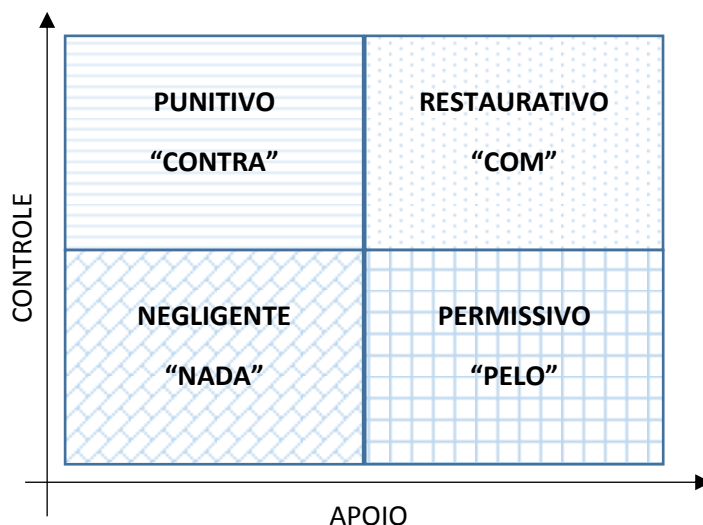 PUNITIVO
“CONTRA”
RESTAURATIVO
“COM”
NEGLIGENTE
“NADA”
PERMISSIVO
“PELO”
CONTROLE
APOIO